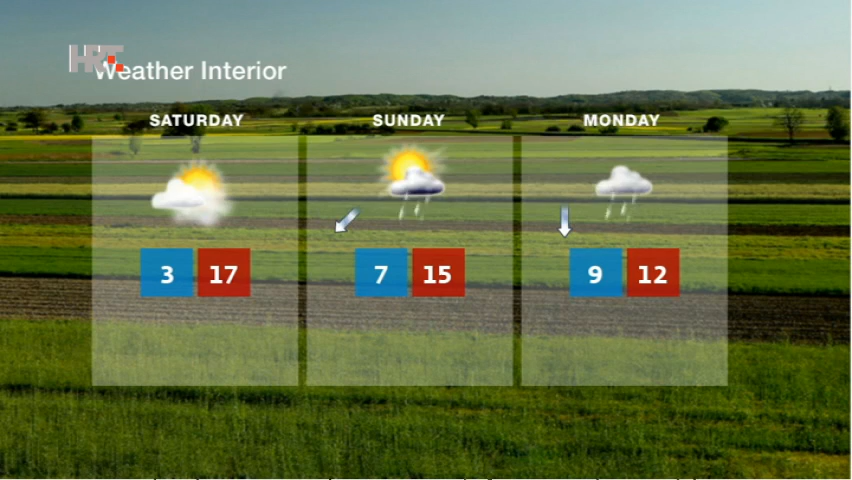 HRT
Weather Interior
SATURDAY SUNDAY MONDAY
3 17 7 15 9 12